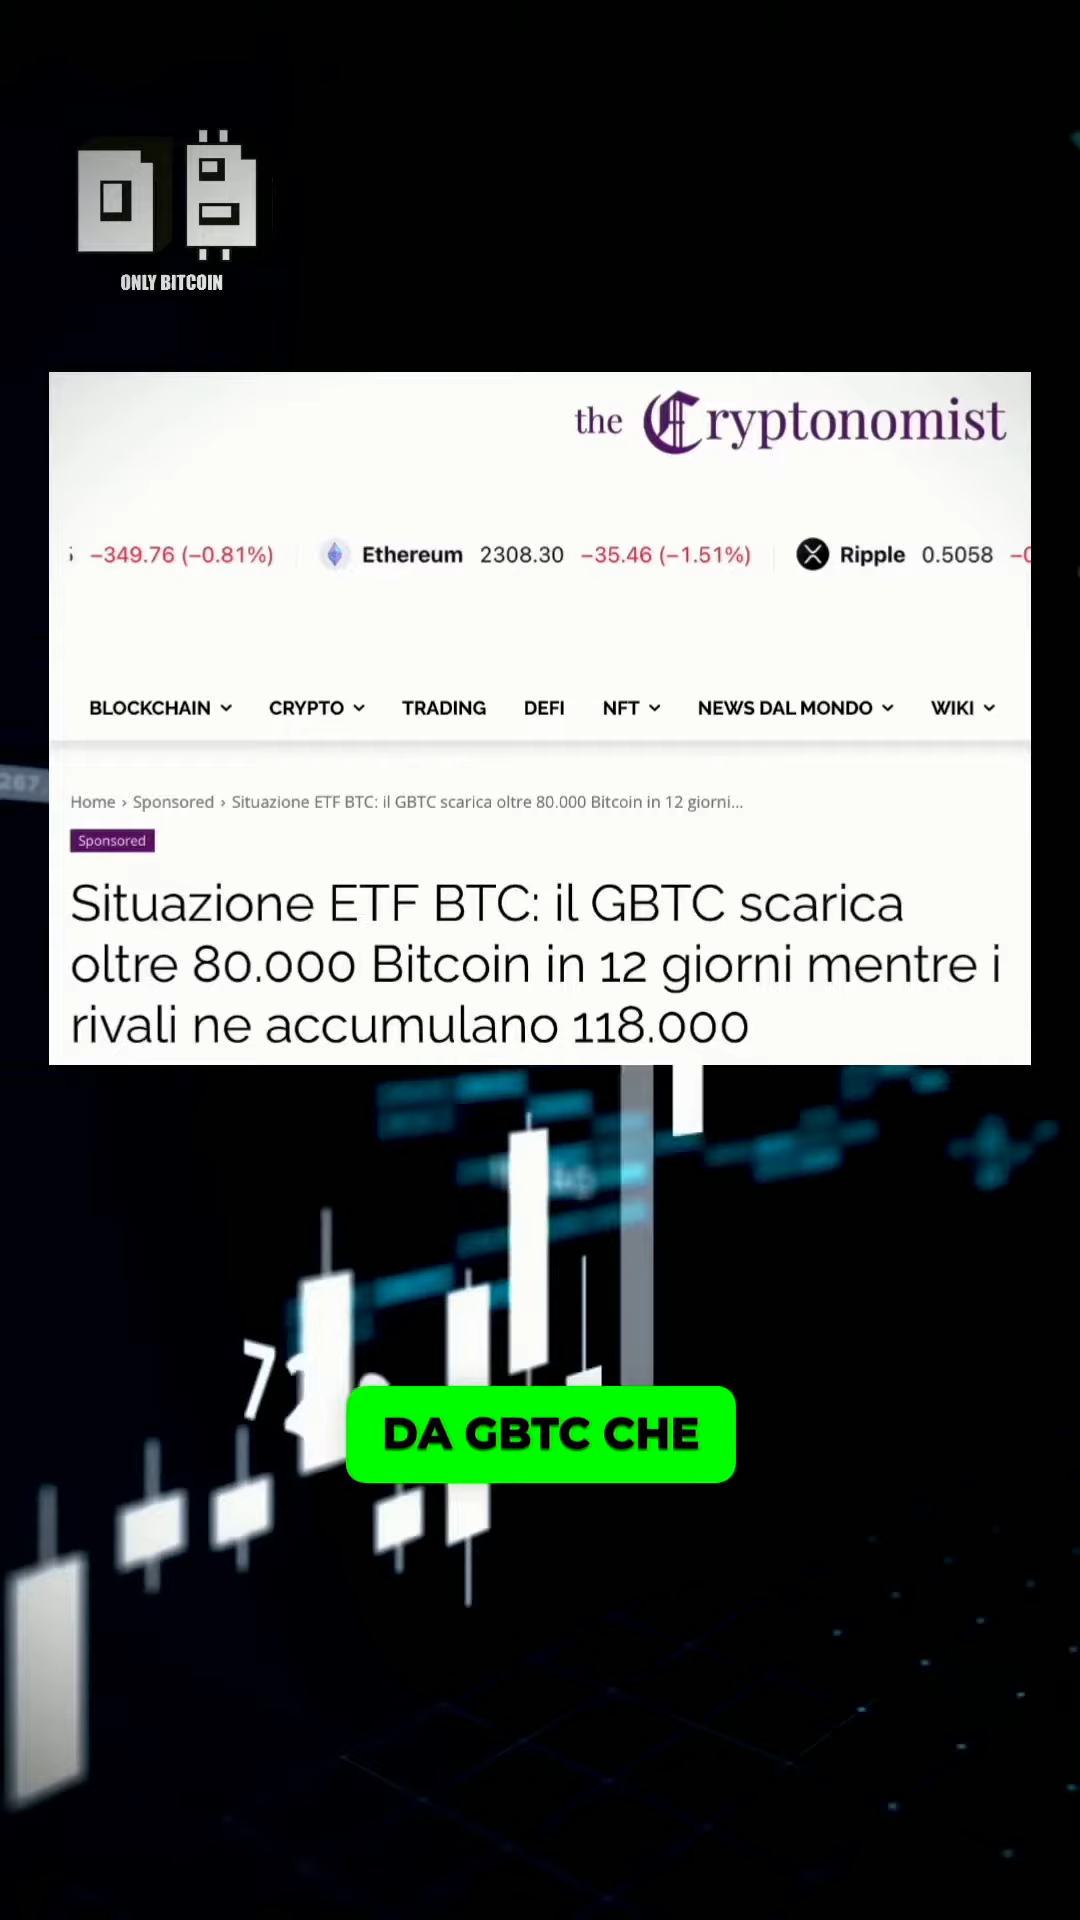 ONLY BITCOIN
the Cryptonomist
−349.76 (−0.81%) Ethereum 2308.30 −35.46 (−1.51%) Ripple 0.5058
BLOCKCHAIN CRYPTO TRADING DEFI NFT NEWS DAL MONDO WIKI
267
Home › Sponsored › Situazione ETF BTC: il GBTC scarica oltre 80.000 Bitcoin in 12 giorni...
Sponsored
Situazione ETF BTC: il GBTC scarica
oltre 80.000 Bitcoin in 12 giorni mentre i
rivali ne accumulano 118.000
DA GBTC CHE